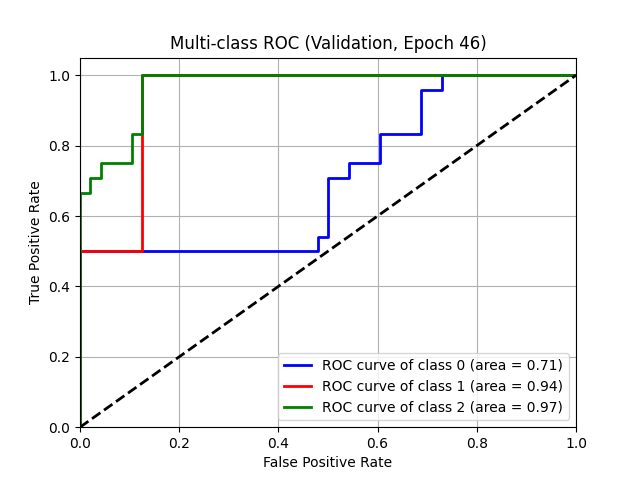 Multi-class ROC (Validation, Epoch 46)
1.0
0.8
0.6
0.4
0.2
0.0
True Positive Rate
ROC curve of class 0 (area = 0.71)
ROC curve of class 1 (area = 0.94)
ROC curve of class 2 (area = 0.97)
0.0 0.2 0.4 0.6 0.8 1.0
False Positive Rate